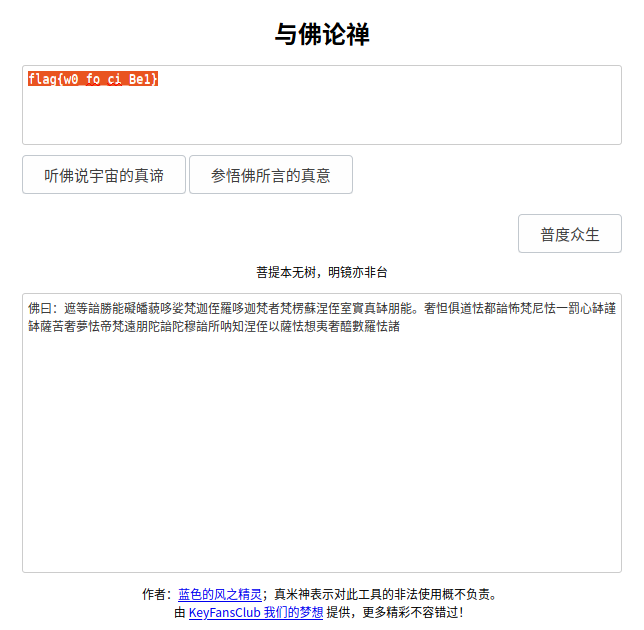 与佛论禅
flag{w0_fo_ci_Be1}
听佛说宇宙的真谛 参悟佛所言的真意
普度众生
菩提本无树，明镜亦非台
佛曰：遮等諳勝能礙皤藐哆娑梵迦侄羅哆迦梵者梵楞蘇涅侄室實真缽朋能。奢怛俱道怯都諳怖梵尼怯一罰心缽謹
缽薩苦奢夢怯帝梵遠朋陀諳陀穆諳所呐知涅侄以薩怯想夷奢醯數羅怯諸
作者：蓝色的风之精灵；真米神表示对此工具的非法使用概不负责。
由 KeyFansClub 我们的梦想 提供，更多精彩不容错过！